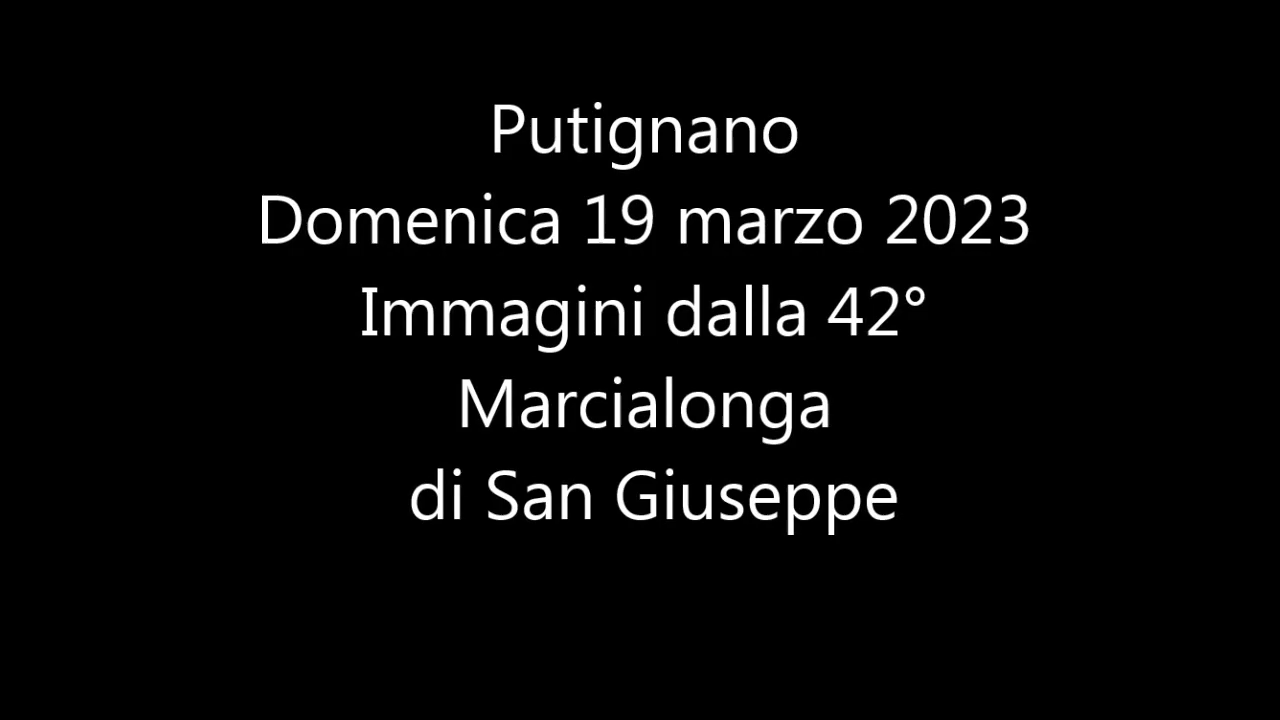 Putignano
Domenica 19 marzo 2023
Immagini dalla 42°
Marcialonga
di San Giuseppe